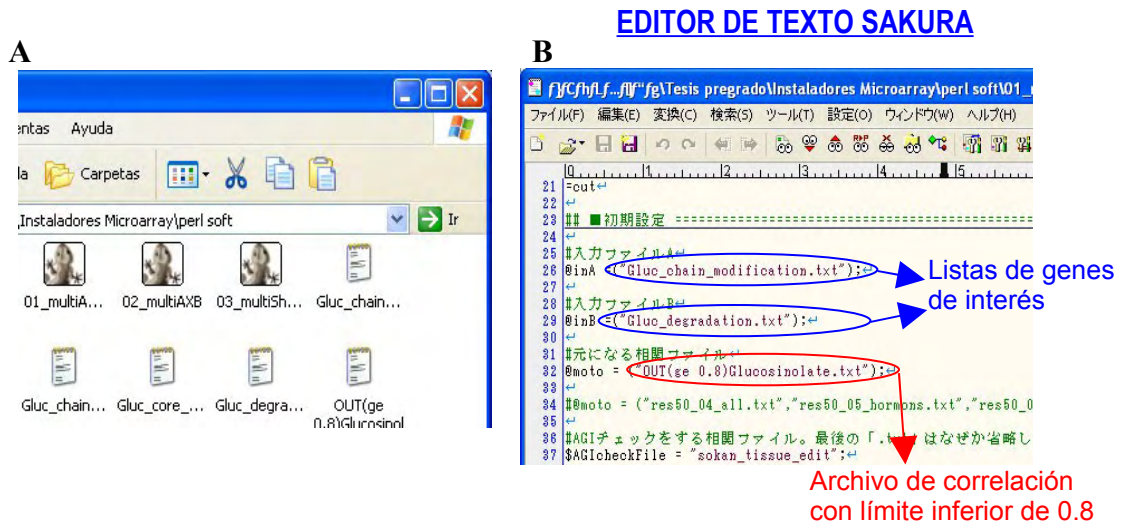 EDITOR DE TEXTO SAKURA
A
entas Ayuda
la Carpetas
Instaladores Microarray\perl soft
Ir
01_multiA... 02_multiAXB 03_multiSh... Gluc_chain...
Gluc_chain... Gluc_core_... Gluc_degra... OUT(ge
0.8)Glucosinol
B
\Tesis pregrado\Instaladores Microarray\perl soft\01_
ファイル(F) 編集(E) 変換(C) 検索(S) ツール(T) 設定(O) ウィンドウ(W) ヘルプ(H)
0 1 2 3 4 5
21 =cut
22
23 ## ■初期設定 ==========
24
25 #入力ファイルA
26 @inA =("Gluc_chain_modification.txt");
27
28 #入力ファイルB
29 @inB =("Gluc_degradation.txt");
30
31 #元になる相関ファイル
32 @moto = ("OUT(ge 0.8)Glucosinolate.txt");
33
34 #@moto = ("res50_04_all.txt","res50_05_hormons.txt","res50_0
35
36 #AGIチェックをする相関ファイル。最後の「.txt」はなぜか省略し
37 $AGIcheckFile = "sokan_tissue_edit";
Listas de genes
de interés
Archivo de correlación
con límite inferior de 0.8